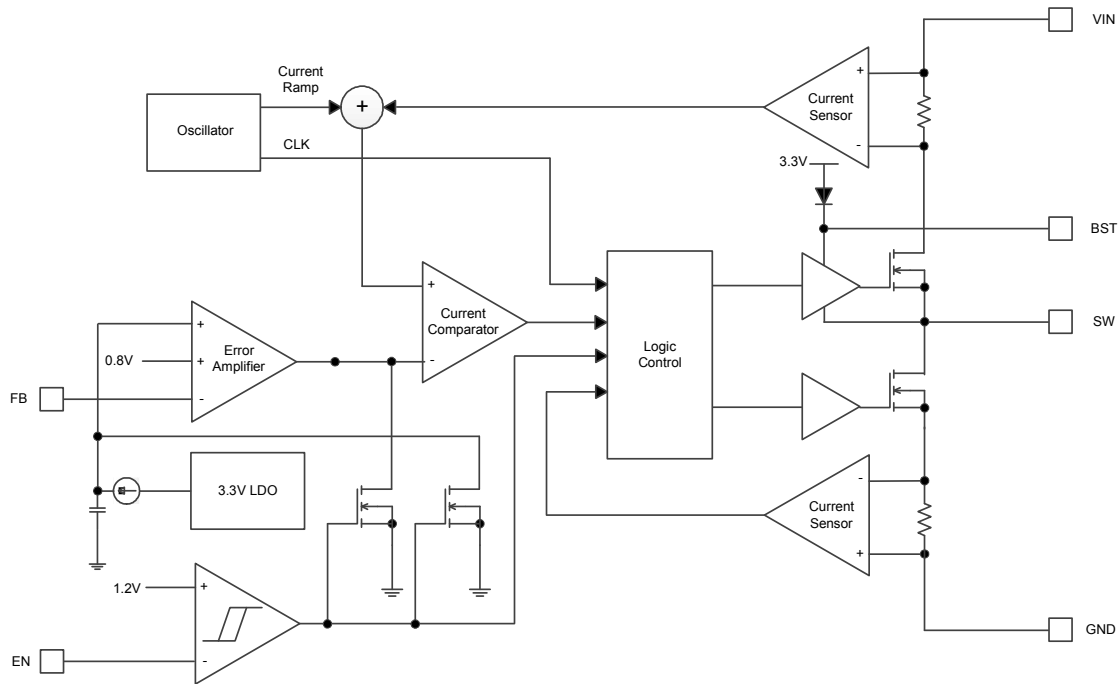 VIN
Current
Ramp
+
+
Current
Sensor
-
Oscillator
CLK
3.3V
BST
+
Current
Comparator
-
SW
+
Error
Amplifier
0.8V
+
-
FB
Logic
Control
3.3V LDO
-
Current
Sensor
+
1.2V
+
GND
EN
-